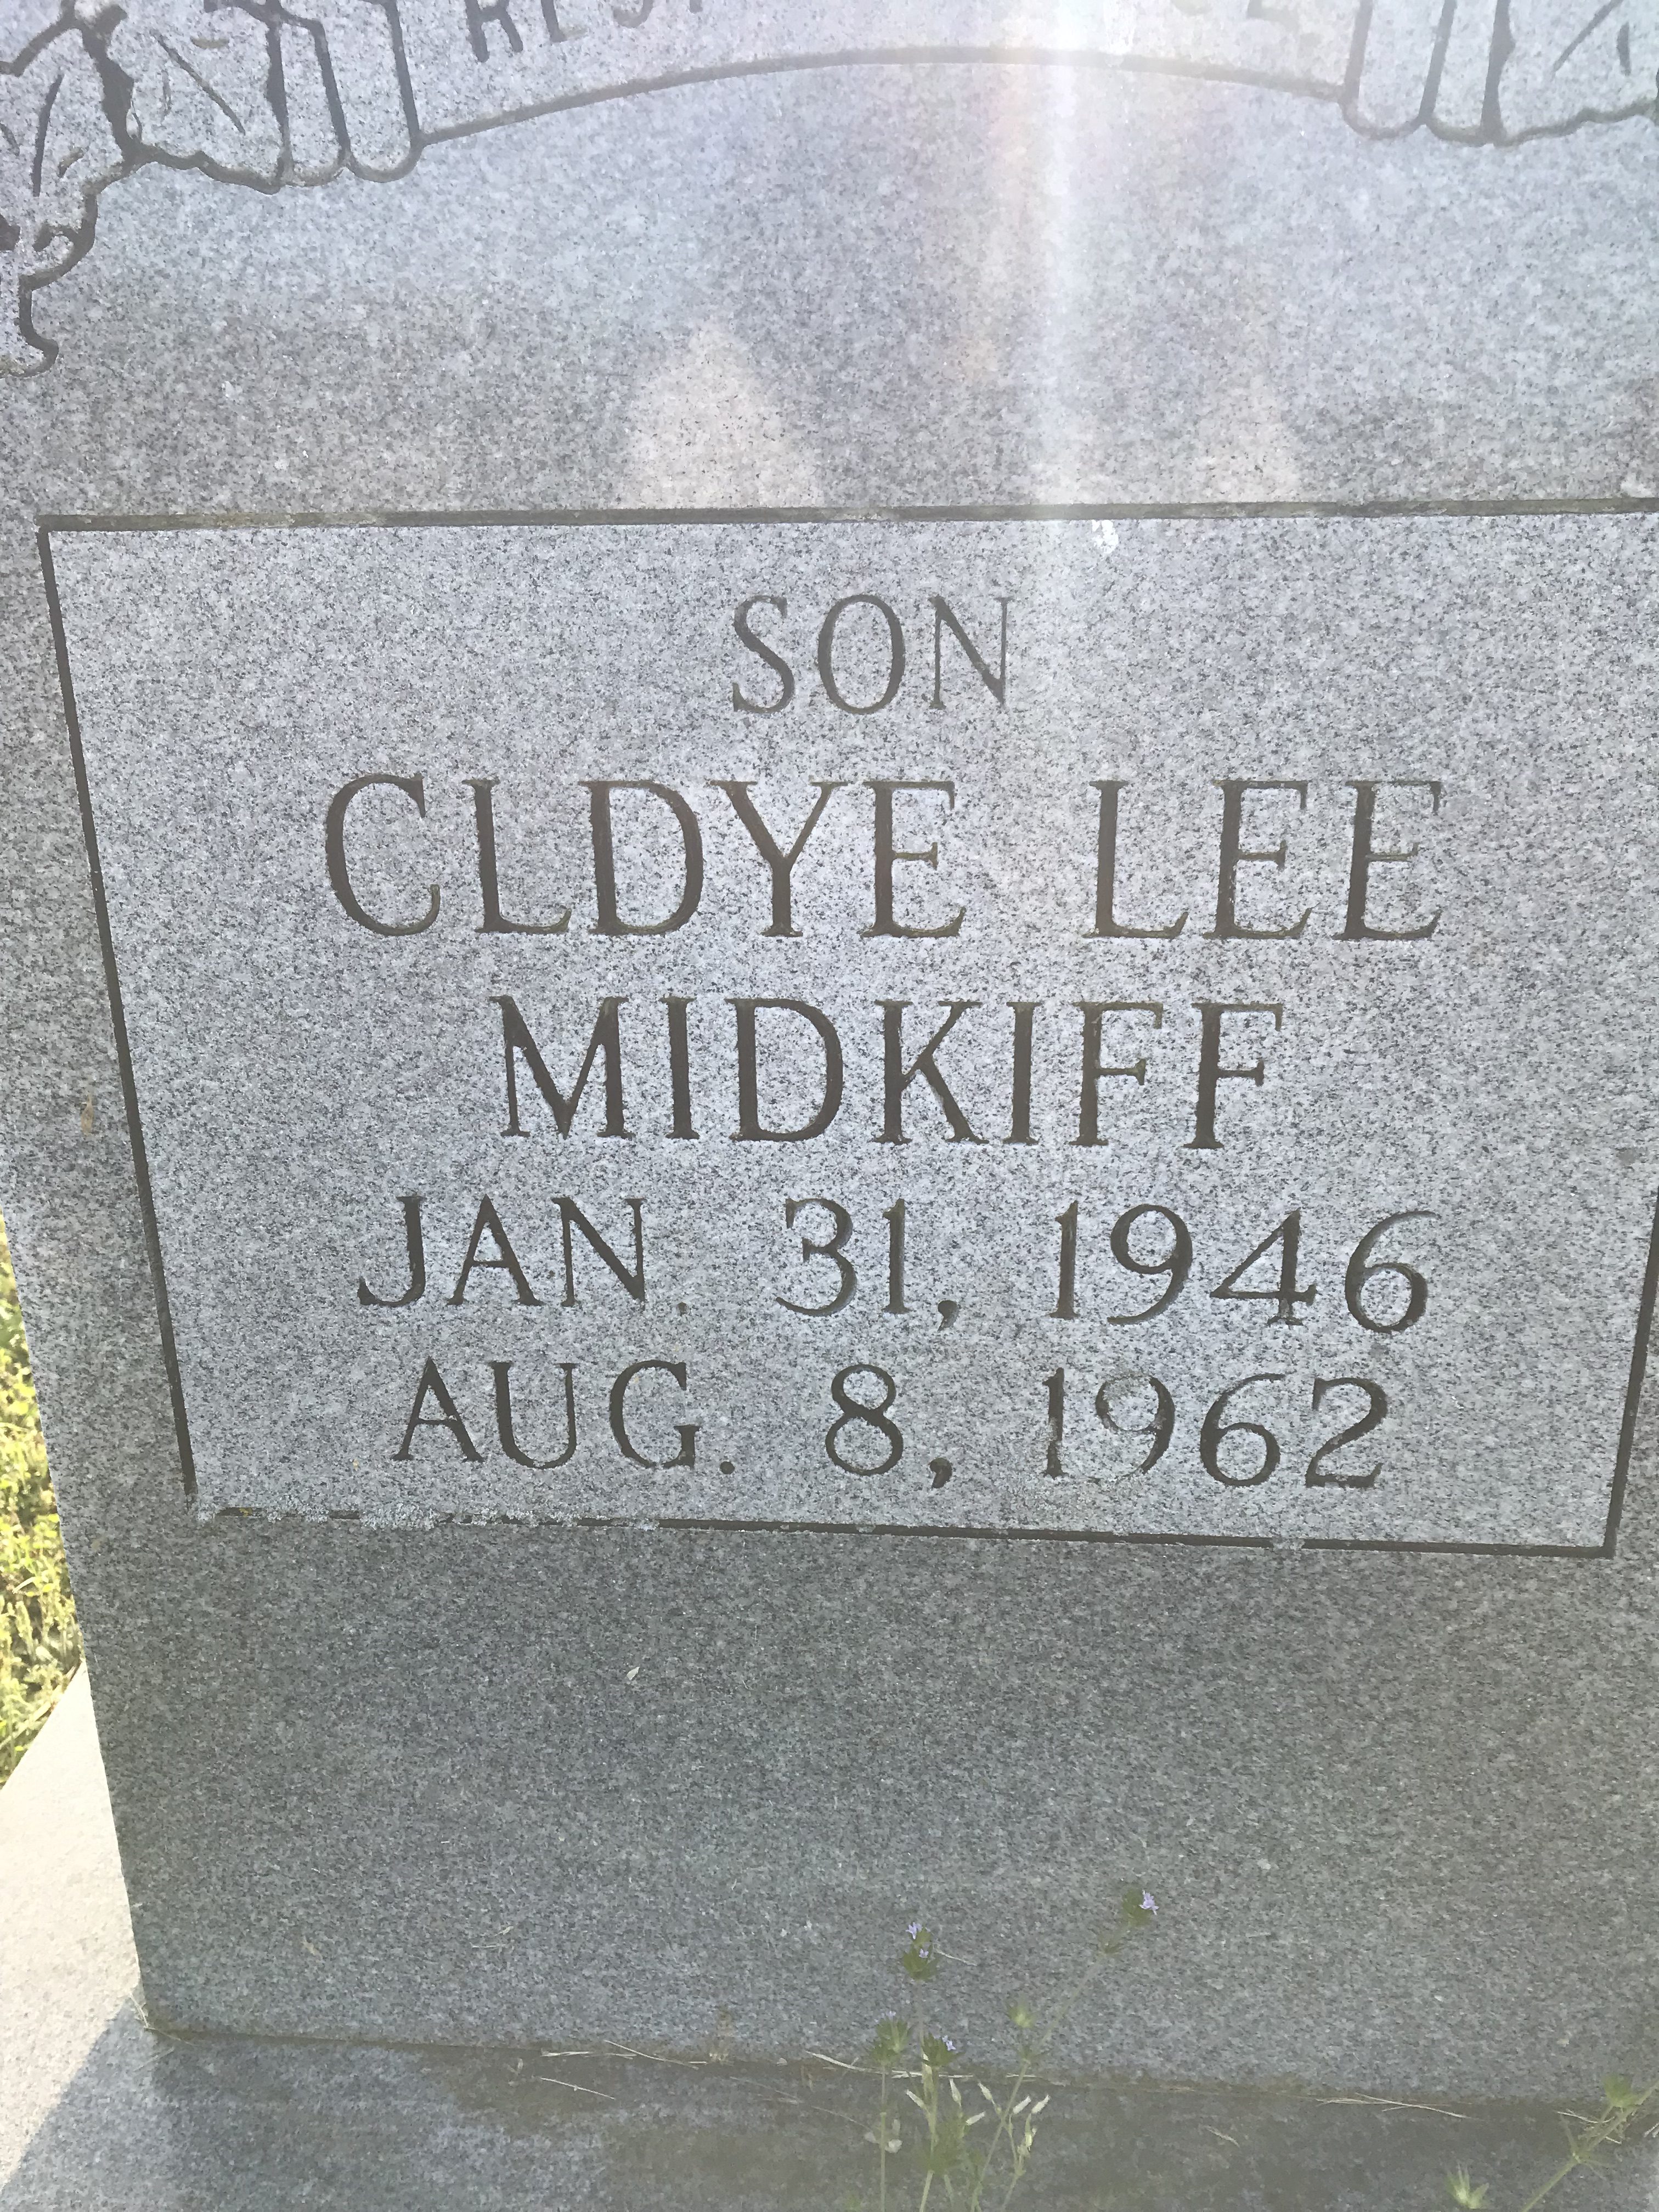 SON
CLDYE LEE
MIDKIFF
JAN. 31, 1946
AUG. 8, 1962